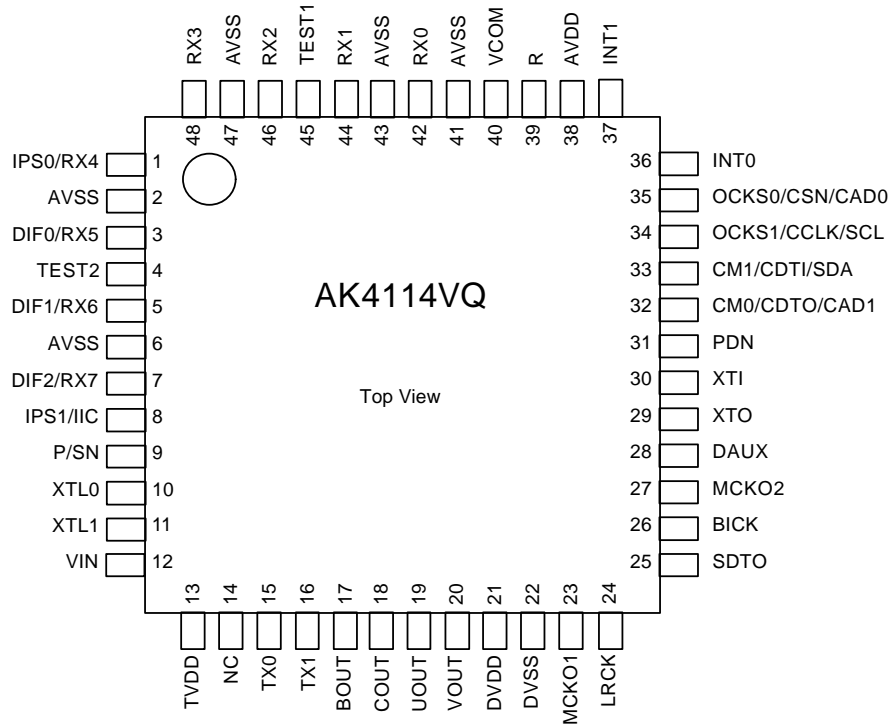 RX3 AVSS RX2 TEST1 RX1 AVSS RX0 AVSS VCOM R AVDD INT1
48 47 46 45 44 43 42 41 40 39 38 37
IPS0/RX4 1 36 INT0
AVSS 2 35 OCKS0/CSN/CAD0
DIF0/RX5 3 34 OCKS1/CCLK/SCL
TEST2 4 33 CM1/CDTI/SDA
DIF1/RX6 5 32 CM0/CDTO/CAD1
AK4114VQ
AVSS 6 31 PDN
DIF2/RX7 7 30 XTI
Top View
IPS1/IIC 8 29 XTO
P/SN 9 28 DAUX
XTL0 10 27 MCKO2
XTL1 11 26 BICK
VIN 12 25 SDTO
13 14 15 16 17 18 19 20 21 22 23 24
TVDD NC TX0 TX1 BOUT COUT UOUT VOUT DVDD DVSS MCKO1 LRCK